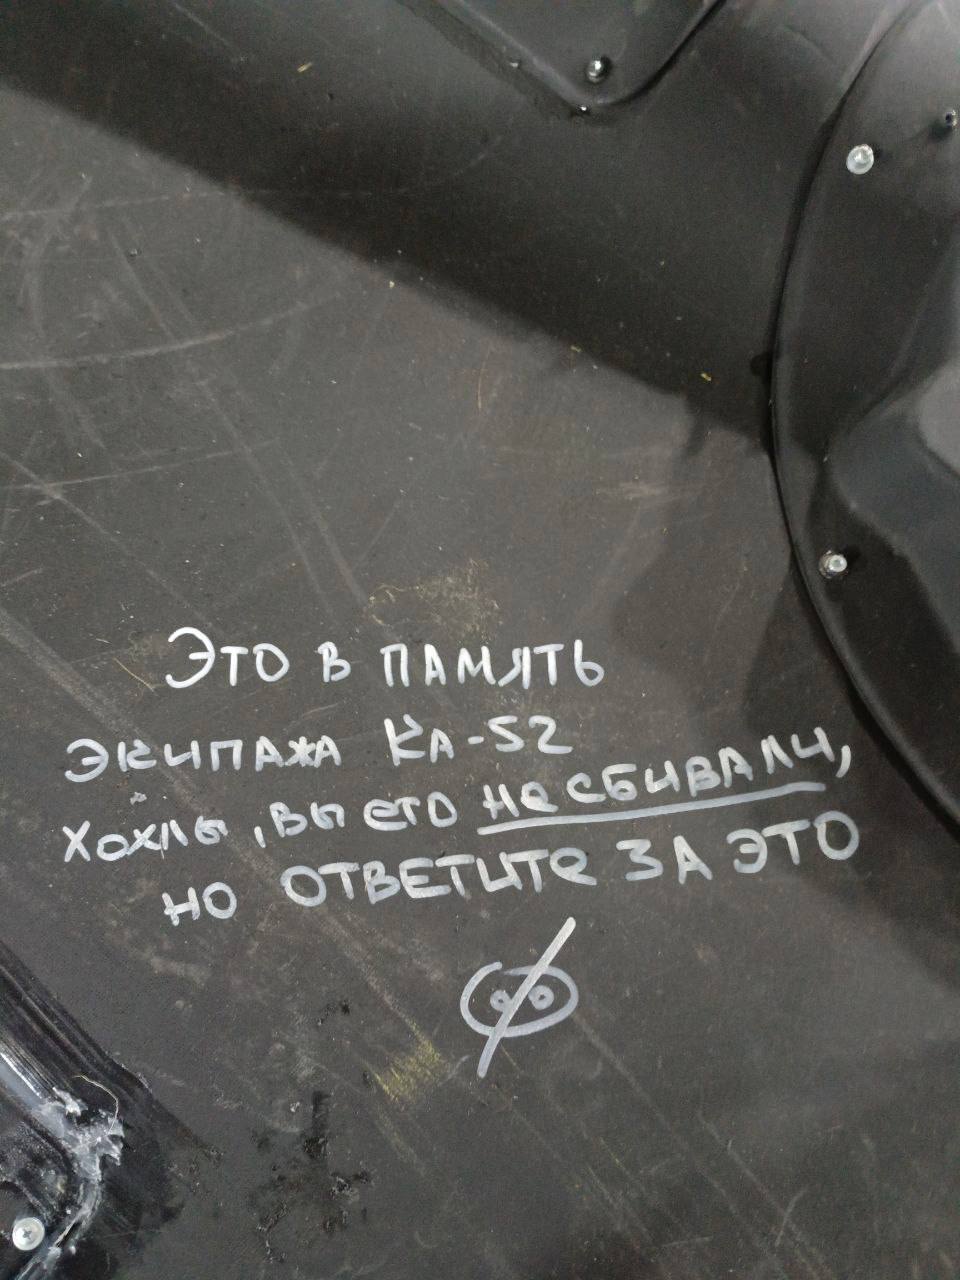 Это в память
экипажа Ка-52
хохлы, вы его не сбивали,
но ответите за это